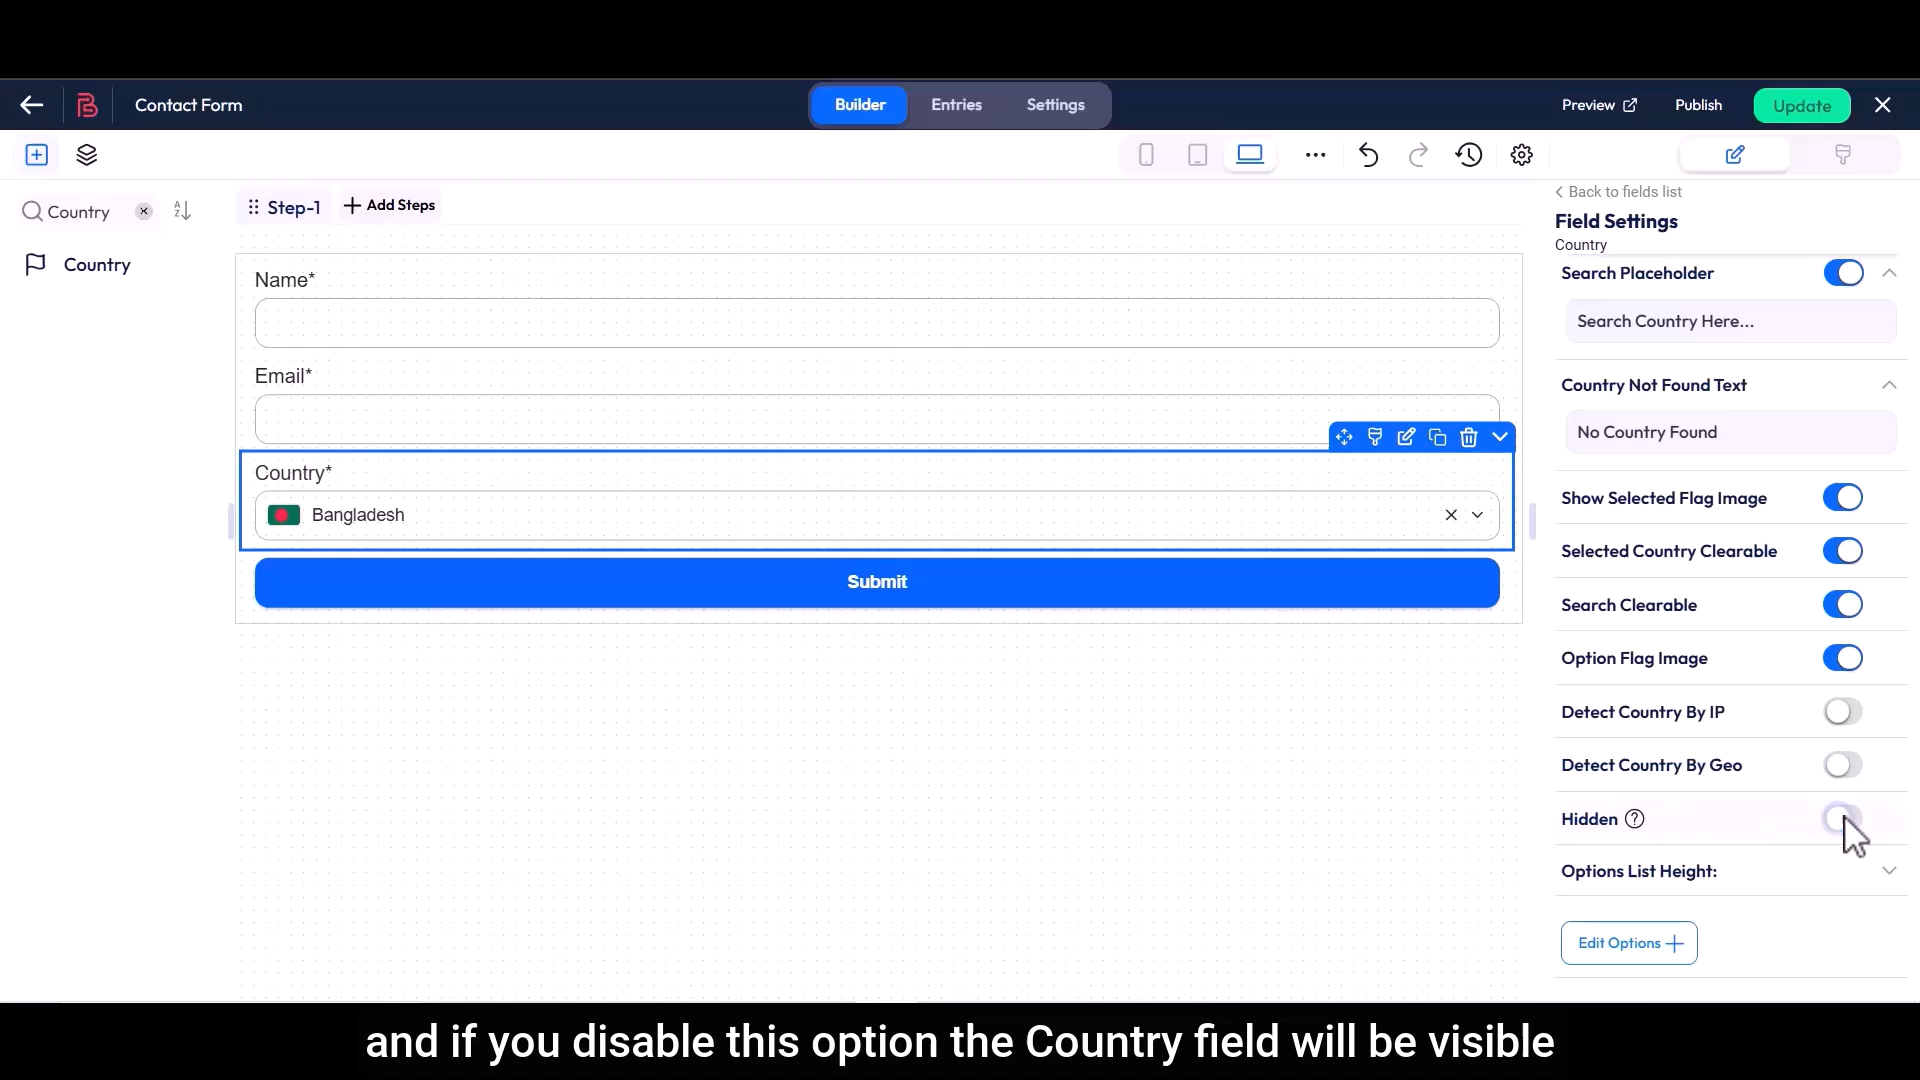 Contact Form
Builder
Entries
Settings
Preview
Publish
Update
Country
Step-1
Add Steps
Country
Name*
Email*
Country*
Bangladesh
Submit
Back to fields list
Field Settings
Country
Search Placeholder
Search Country Here...
Country Not Found Text
No Country Found
Show Selected Flag Image
Selected Country Clearable
Search Clearable
Option Flag Image
Detect Country By IP
Detect Country By Geo
Hidden
Options List Height:
Edit Options
and if you disable this option the Country field will be visible